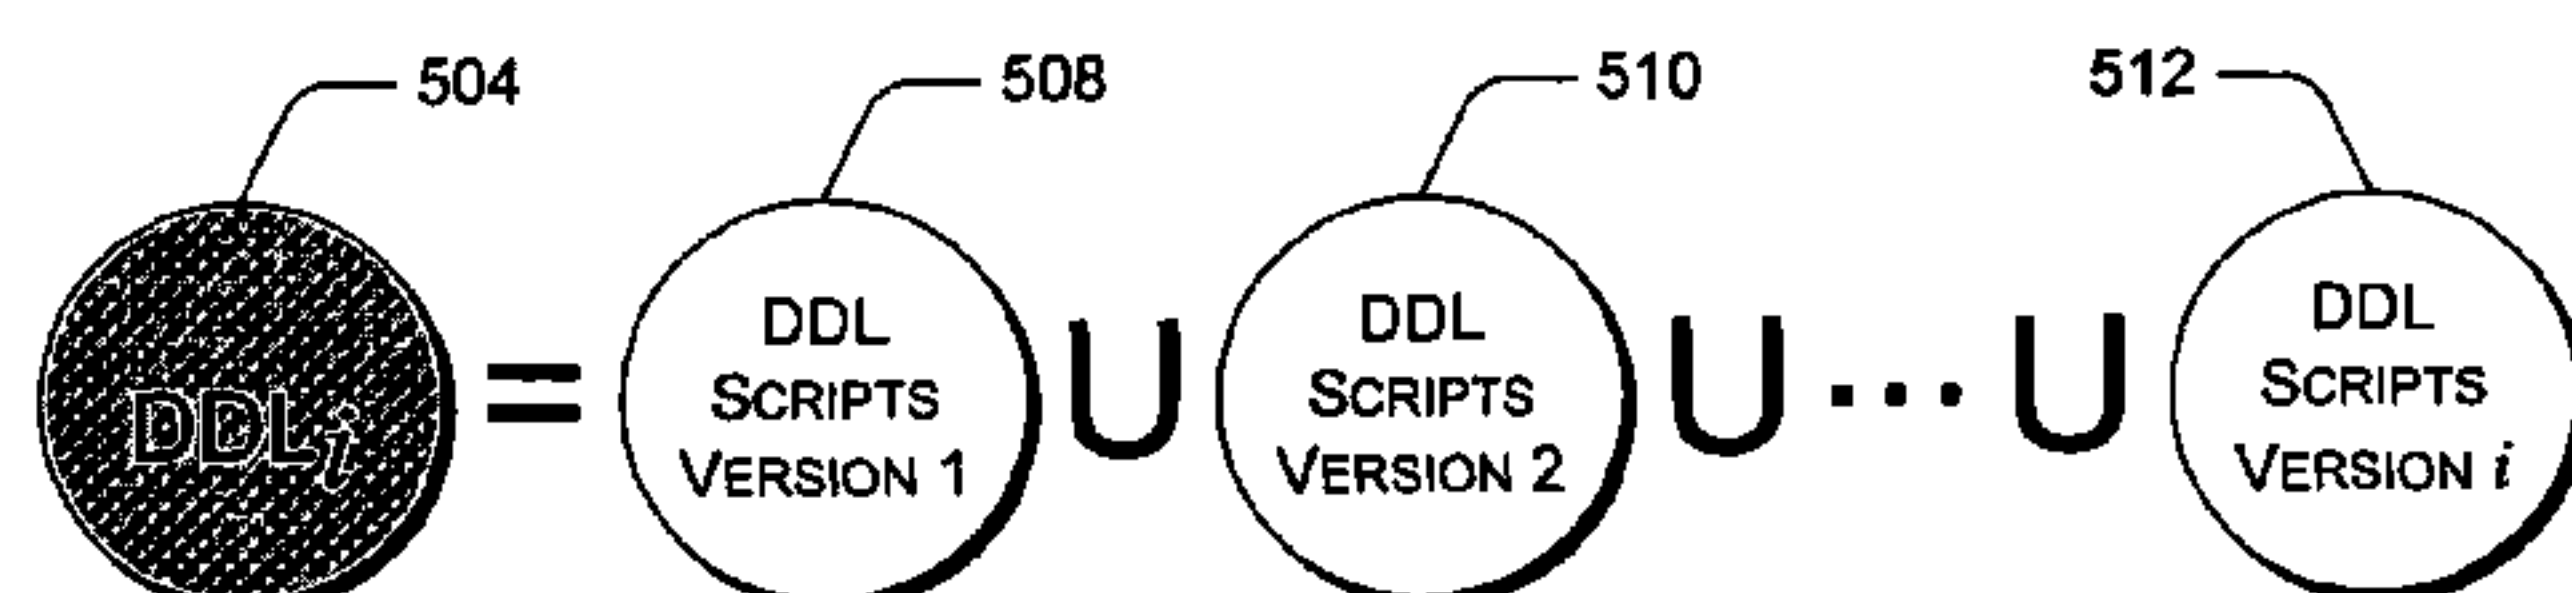 504 508 510 512
DDLi = DDL SCRIPTS VERSION 1 ∪ DDL SCRIPTS VERSION 2 ∪ ... ∪ DDL SCRIPTS VERSION i